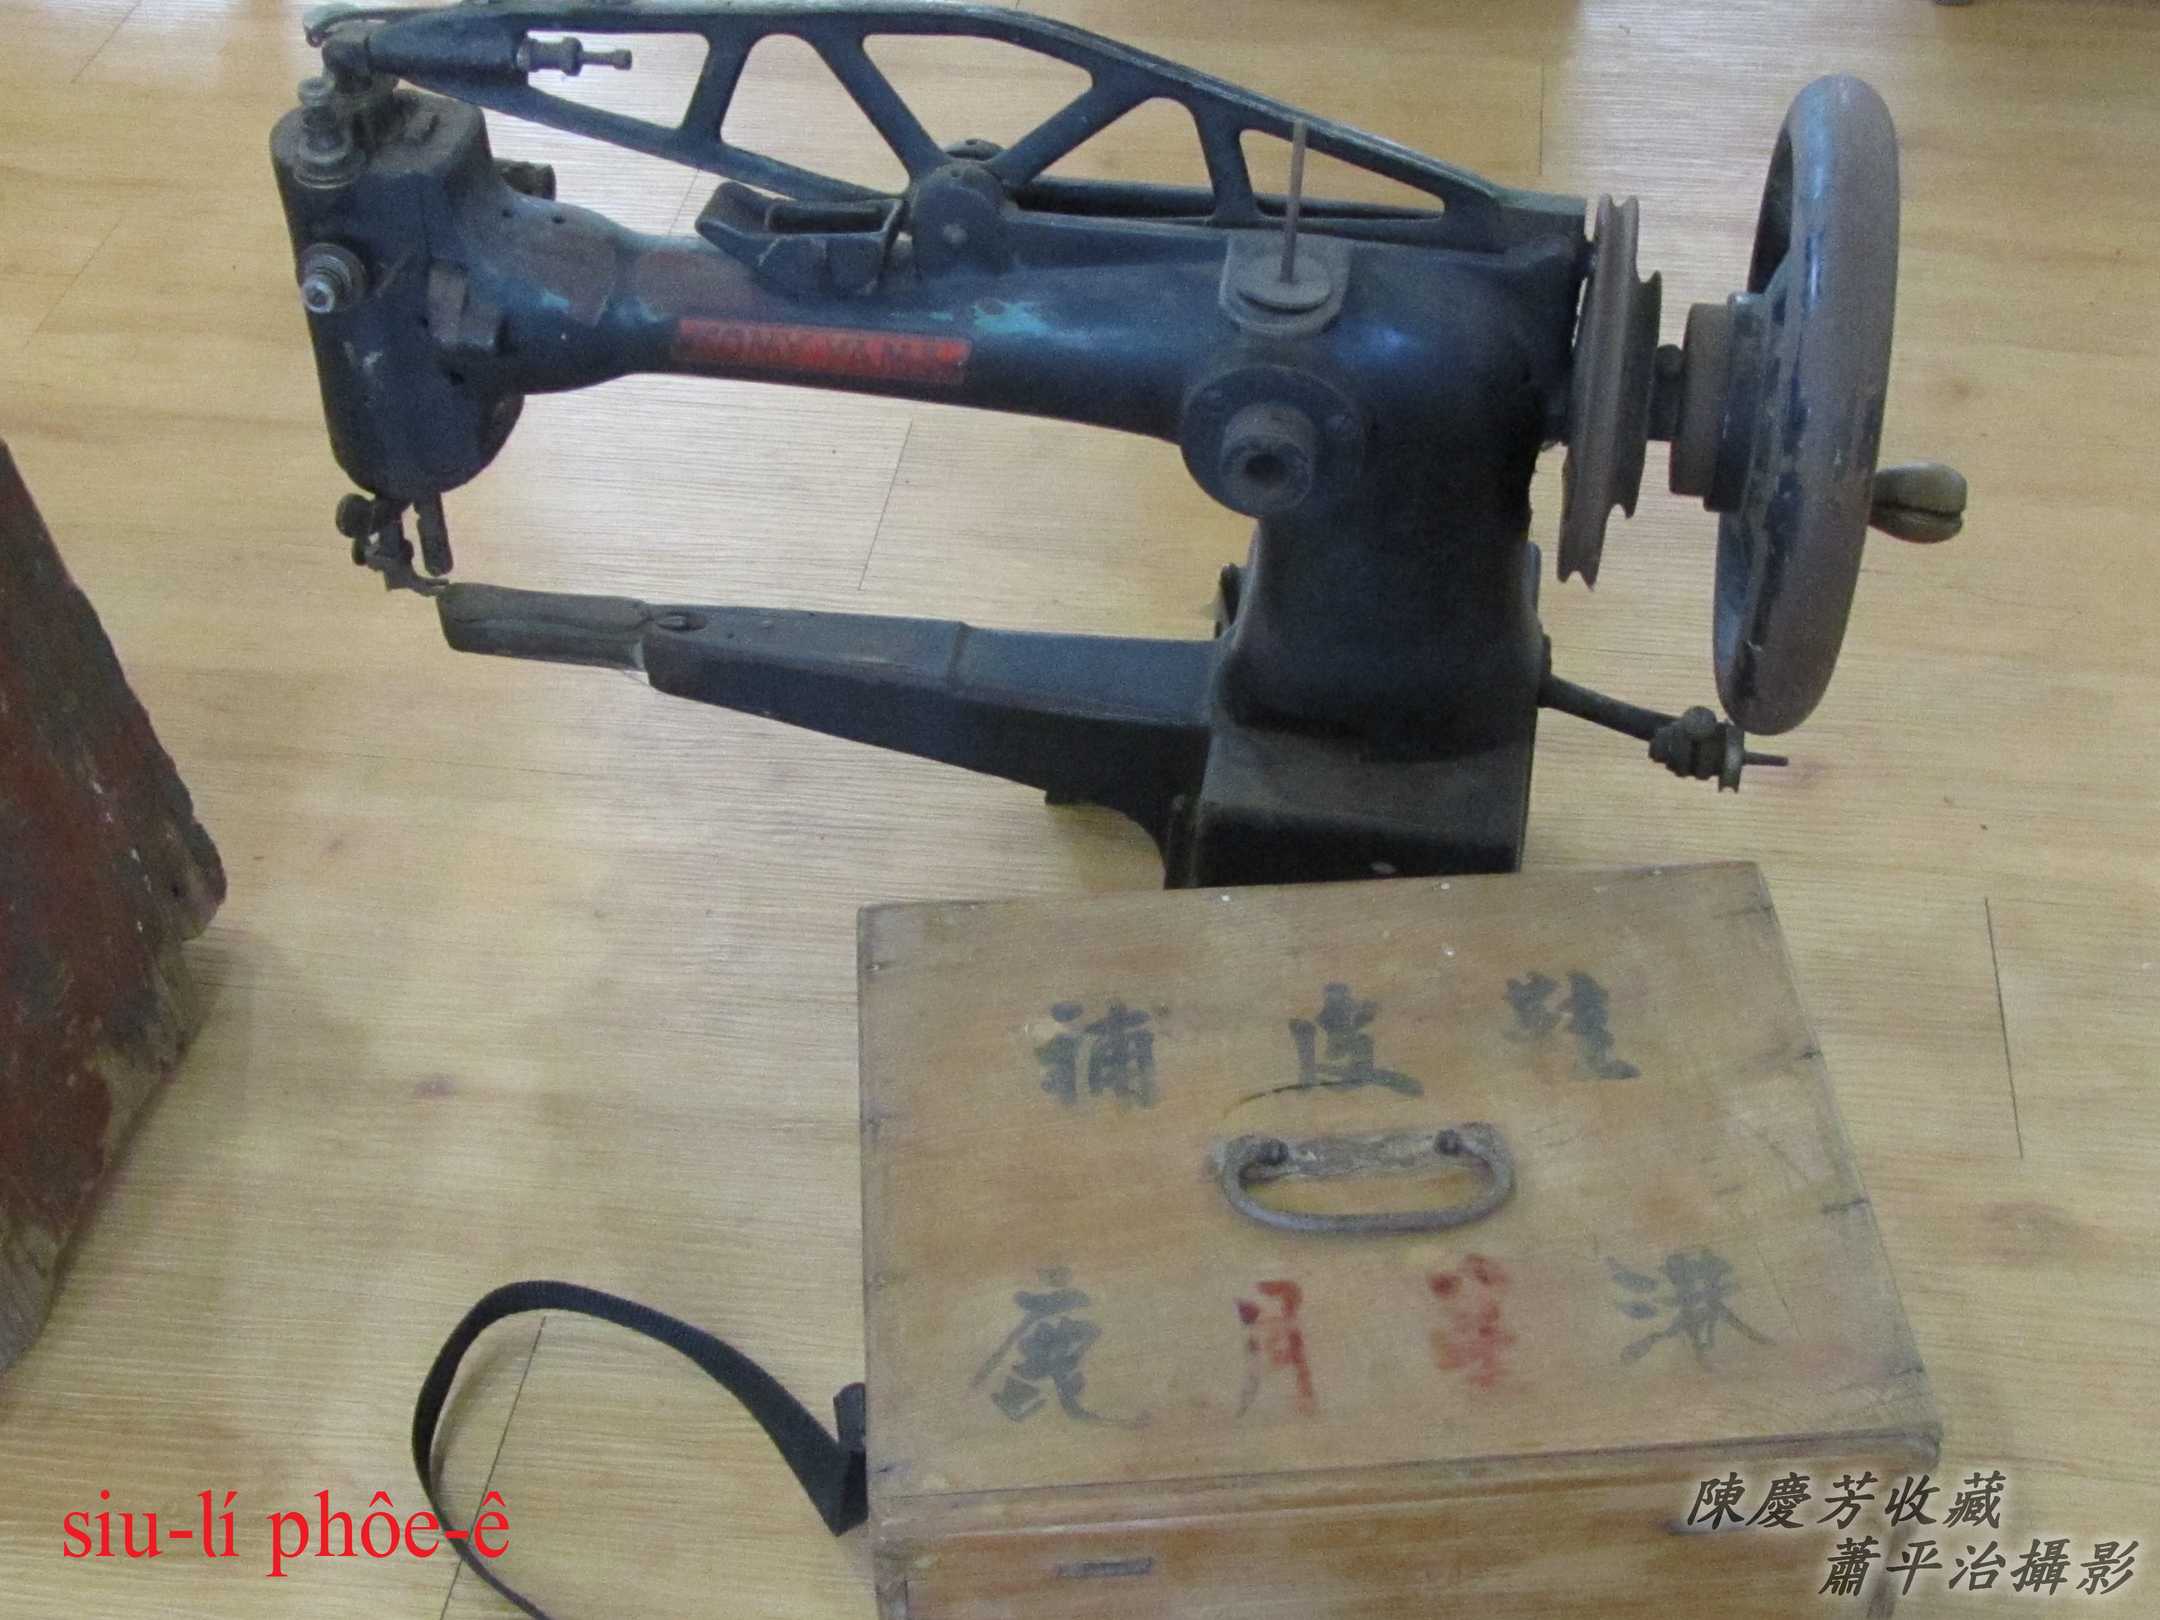 補皮鞋
鹿港
siu-lí phôe-ê
陳慶芳收藏
蕭平治攝影